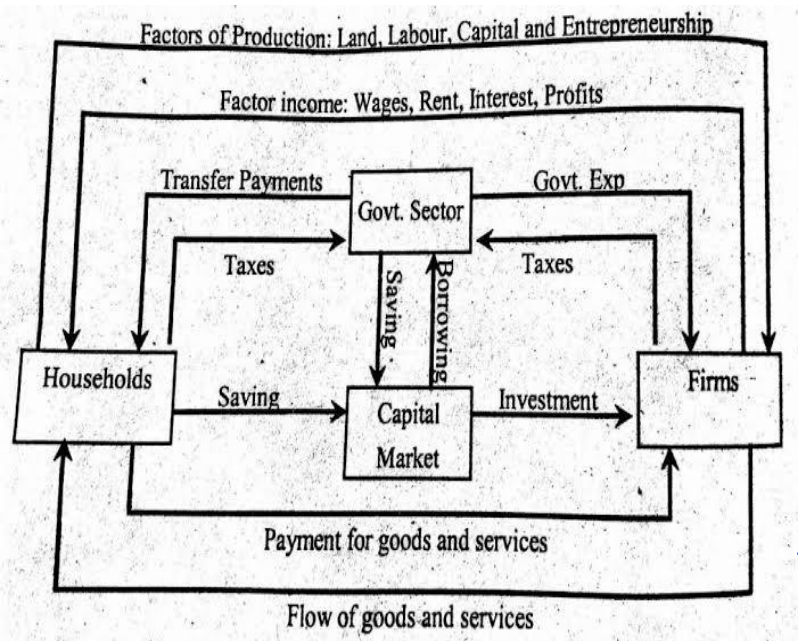 Factors of Production: Land, Labour, Capital and Entrepreneurship
Factor income: Wages, Rent, Interest, Profits
Transfer Payments
Govt. Exp
Govt. Sector
Taxes
Taxes
Saving
Borrowing
Households
Firms
Saving
Capital
Market
Investment
Payment for goods and services
Flow of goods and services